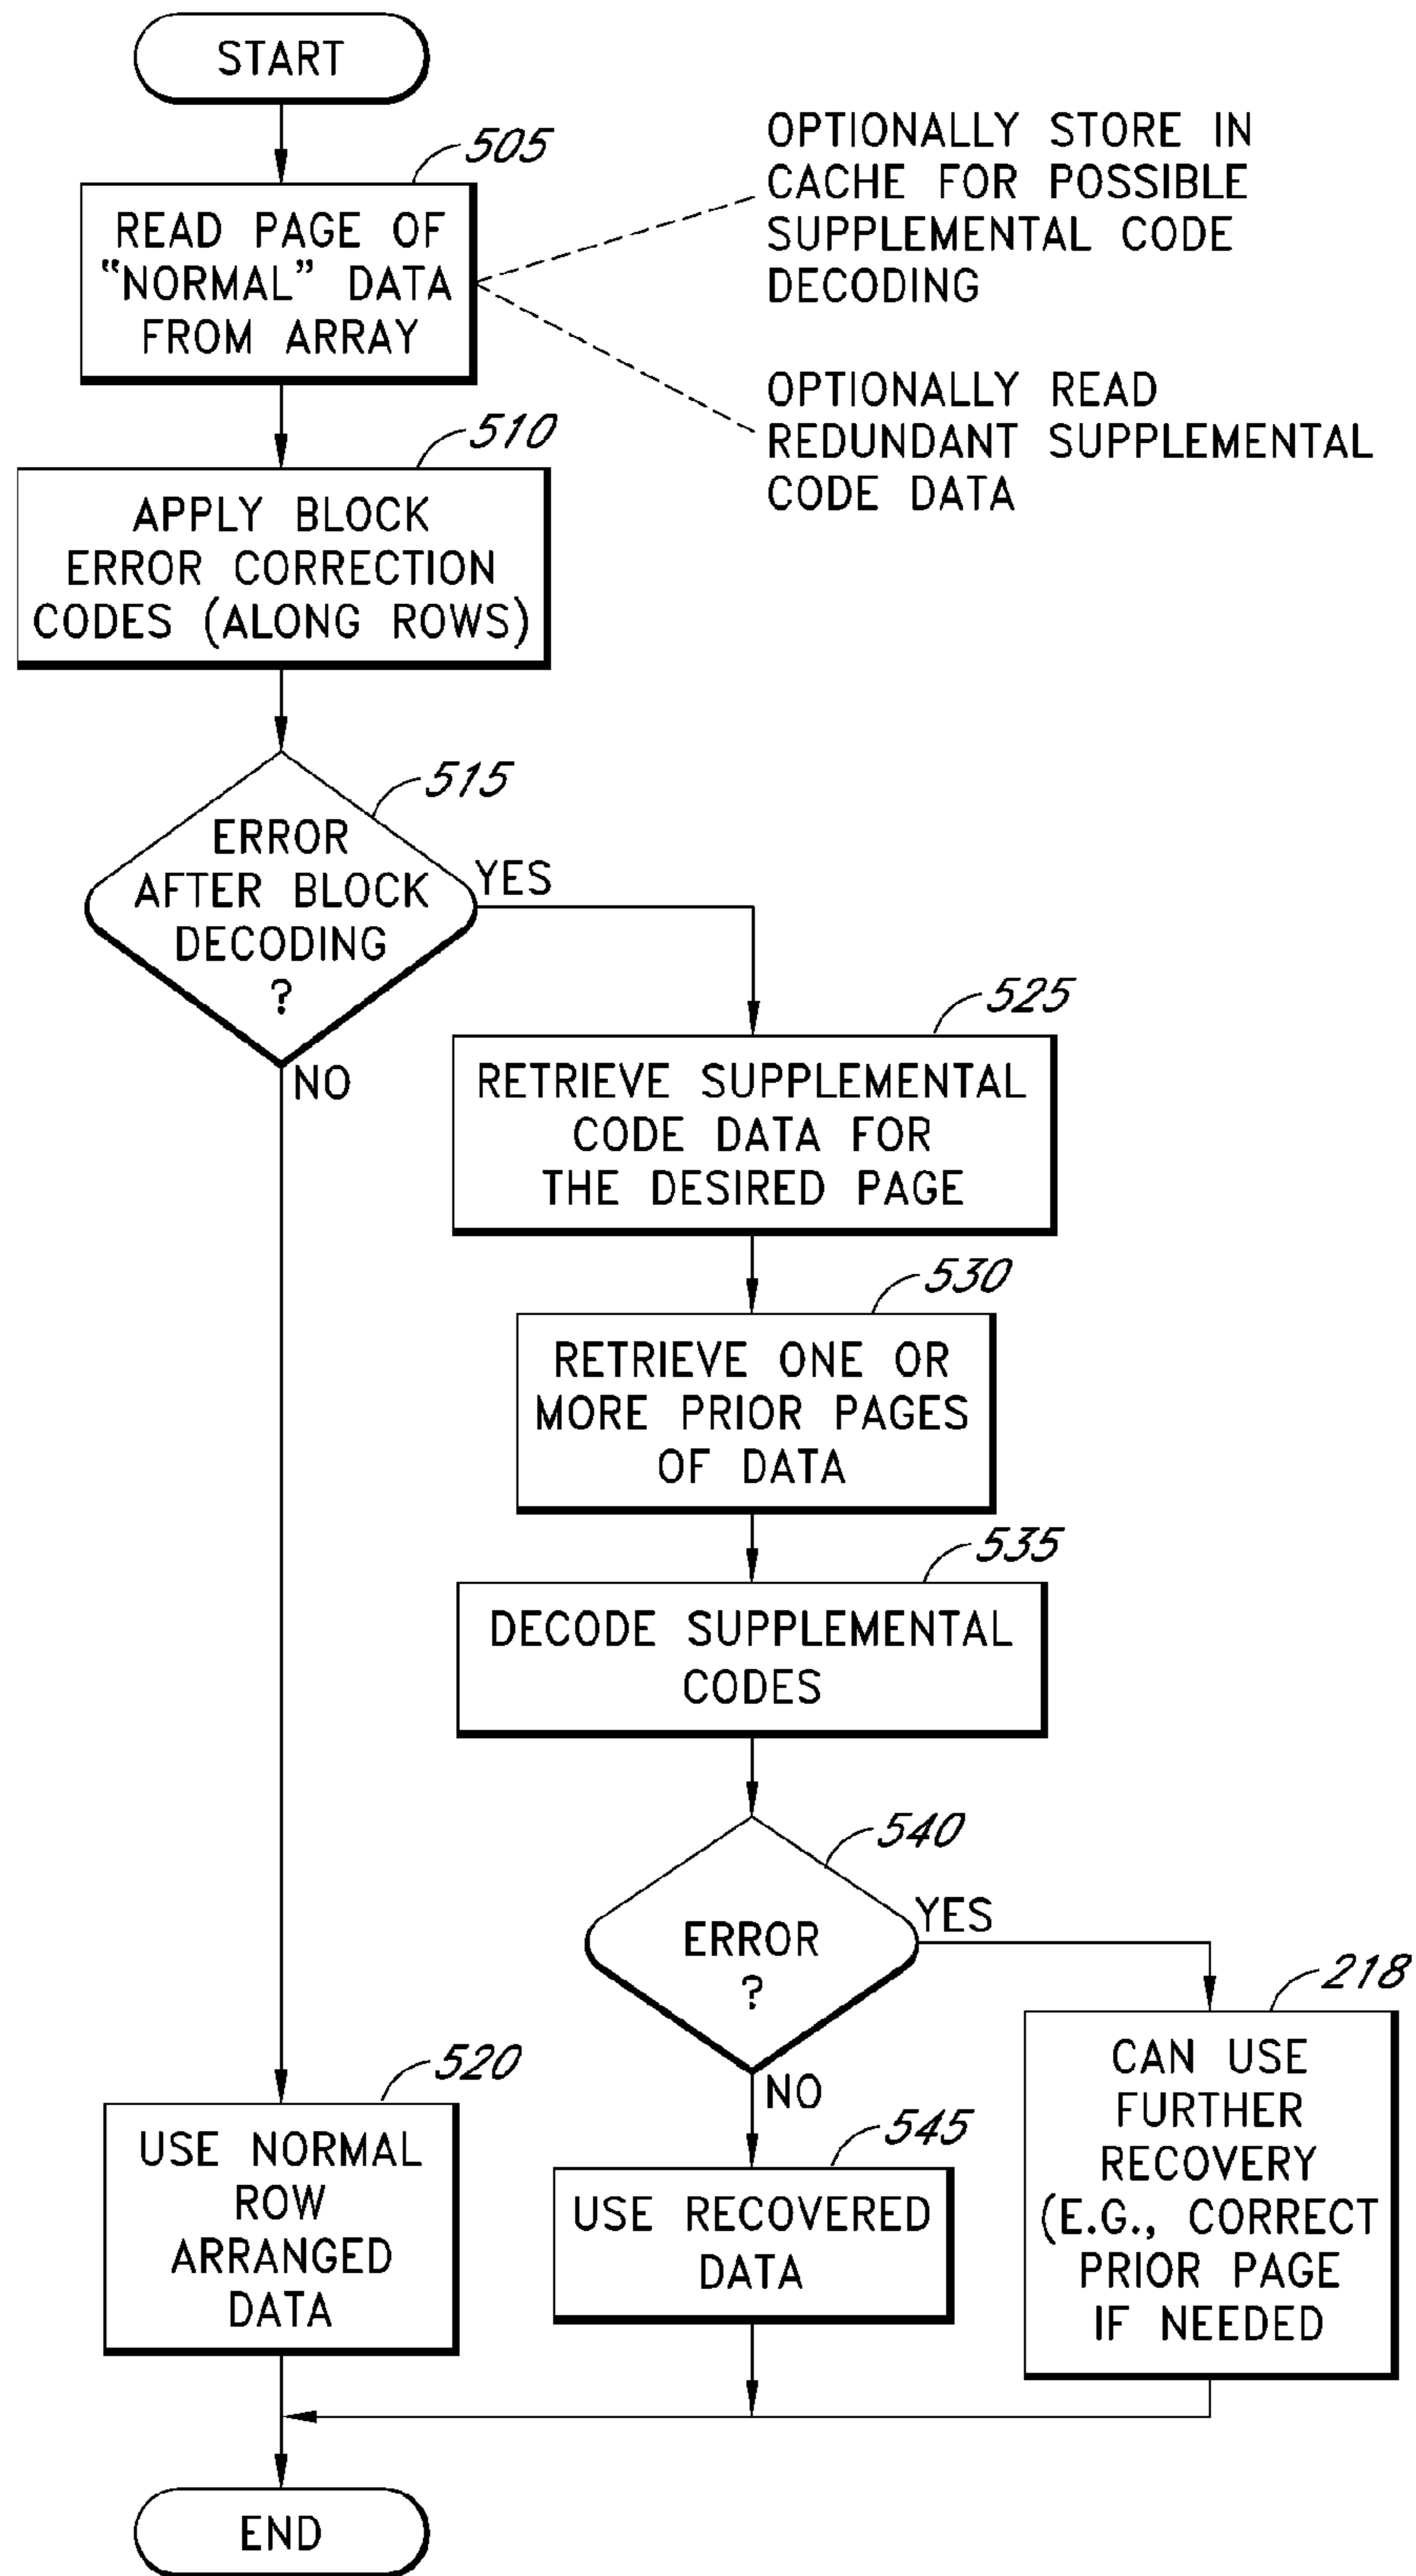 START
505
READ PAGE OF
“NORMAL” DATA
FROM ARRAY
OPTIONALLY STORE IN
CACHE FOR POSSIBLE
SUPPLEMENTAL CODE
DECODING
OPTIONALLY READ
REDUNDANT SUPPLEMENTAL
CODE DATA
510
APPLY BLOCK
ERROR CORRECTION
CODES (ALONG ROWS)
515
ERROR
AFTER BLOCK
DECODING
?
YES
NO
525
RETRIEVE SUPPLEMENTAL
CODE DATA FOR
THE DESIRED PAGE
530
RETRIEVE ONE OR
MORE PRIOR PAGES
OF DATA
535
DECODE SUPPLEMENTAL
CODES
540
ERROR
?
YES
NO
218
CAN USE
FURTHER
RECOVERY
(E.G., CORRECT
PRIOR PAGE
IF NEEDED
520
USE NORMAL
ROW
ARRANGED
DATA
545
USE RECOVERED
DATA
END